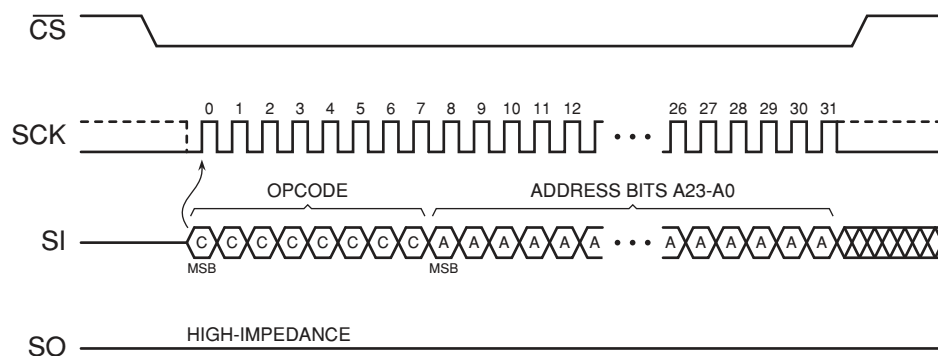 CS
0 1 2 3 4 5 6 7 8 9 10 11 12 26 27 28 29 30 31
SCK
OPCODE ADDRESS BITS A23-A0
SI C C C C C C C C A A A A A A A A A A A A
MSB MSB
HIGH-IMPEDANCE
SO